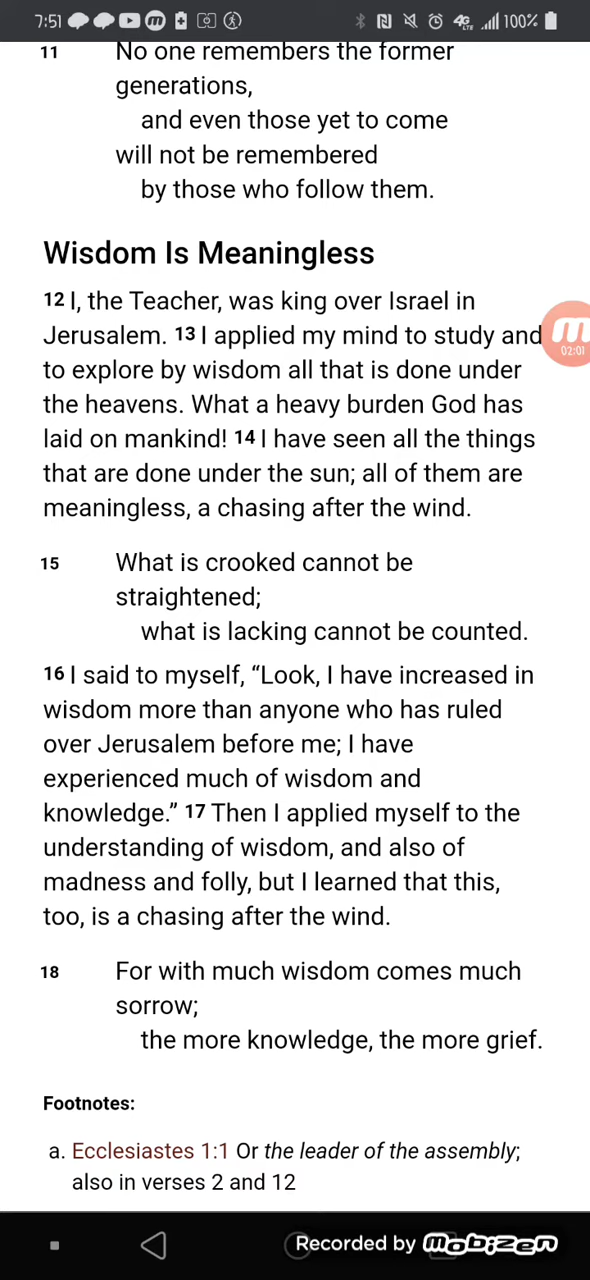 7:51 100%
11 No one remembers the former
generations,
and even those yet to come
will not be remembered
by those who follow them.
Wisdom Is Meaningless
12 I, the Teacher, was king over Israel in
Jerusalem. 13 I applied my mind to study and
to explore by wisdom all that is done under
the heavens. What a heavy burden God has
laid on mankind! 14 I have seen all the things
that are done under the sun; all of them are
meaningless, a chasing after the wind.
02:01
15 What is crooked cannot be
straightened;
what is lacking cannot be counted.
16 I said to myself, “Look, I have increased in
wisdom more than anyone who has ruled
over Jerusalem before me; I have
experienced much of wisdom and
knowledge.” 17 Then I applied myself to the
understanding of wisdom, and also of
madness and folly, but I learned that this,
too, is a chasing after the wind.
18 For with much wisdom comes much
sorrow;
the more knowledge, the more grief.
Footnotes:
a. Ecclesiastes 1:1 Or the leader of the assembly;
also in verses 2 and 12
Recorded by Mobizen